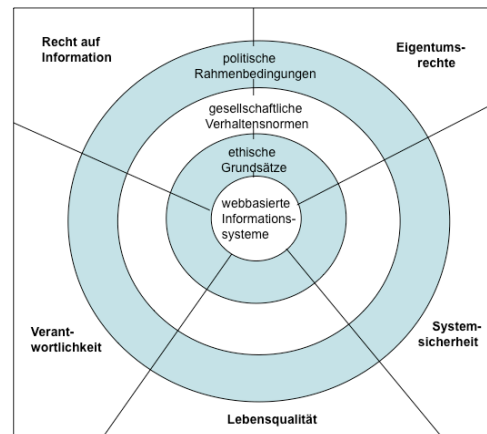 Recht auf
Information
politische
Rahmenbedingungen
Eigentums-
rechte
gesellschaftliche
Verhaltensnormen
ethische
Grundsätze
webbasierte
Informations-
systeme
Verant-
wortlichkeit
System-
sicherheit
Lebensqualität